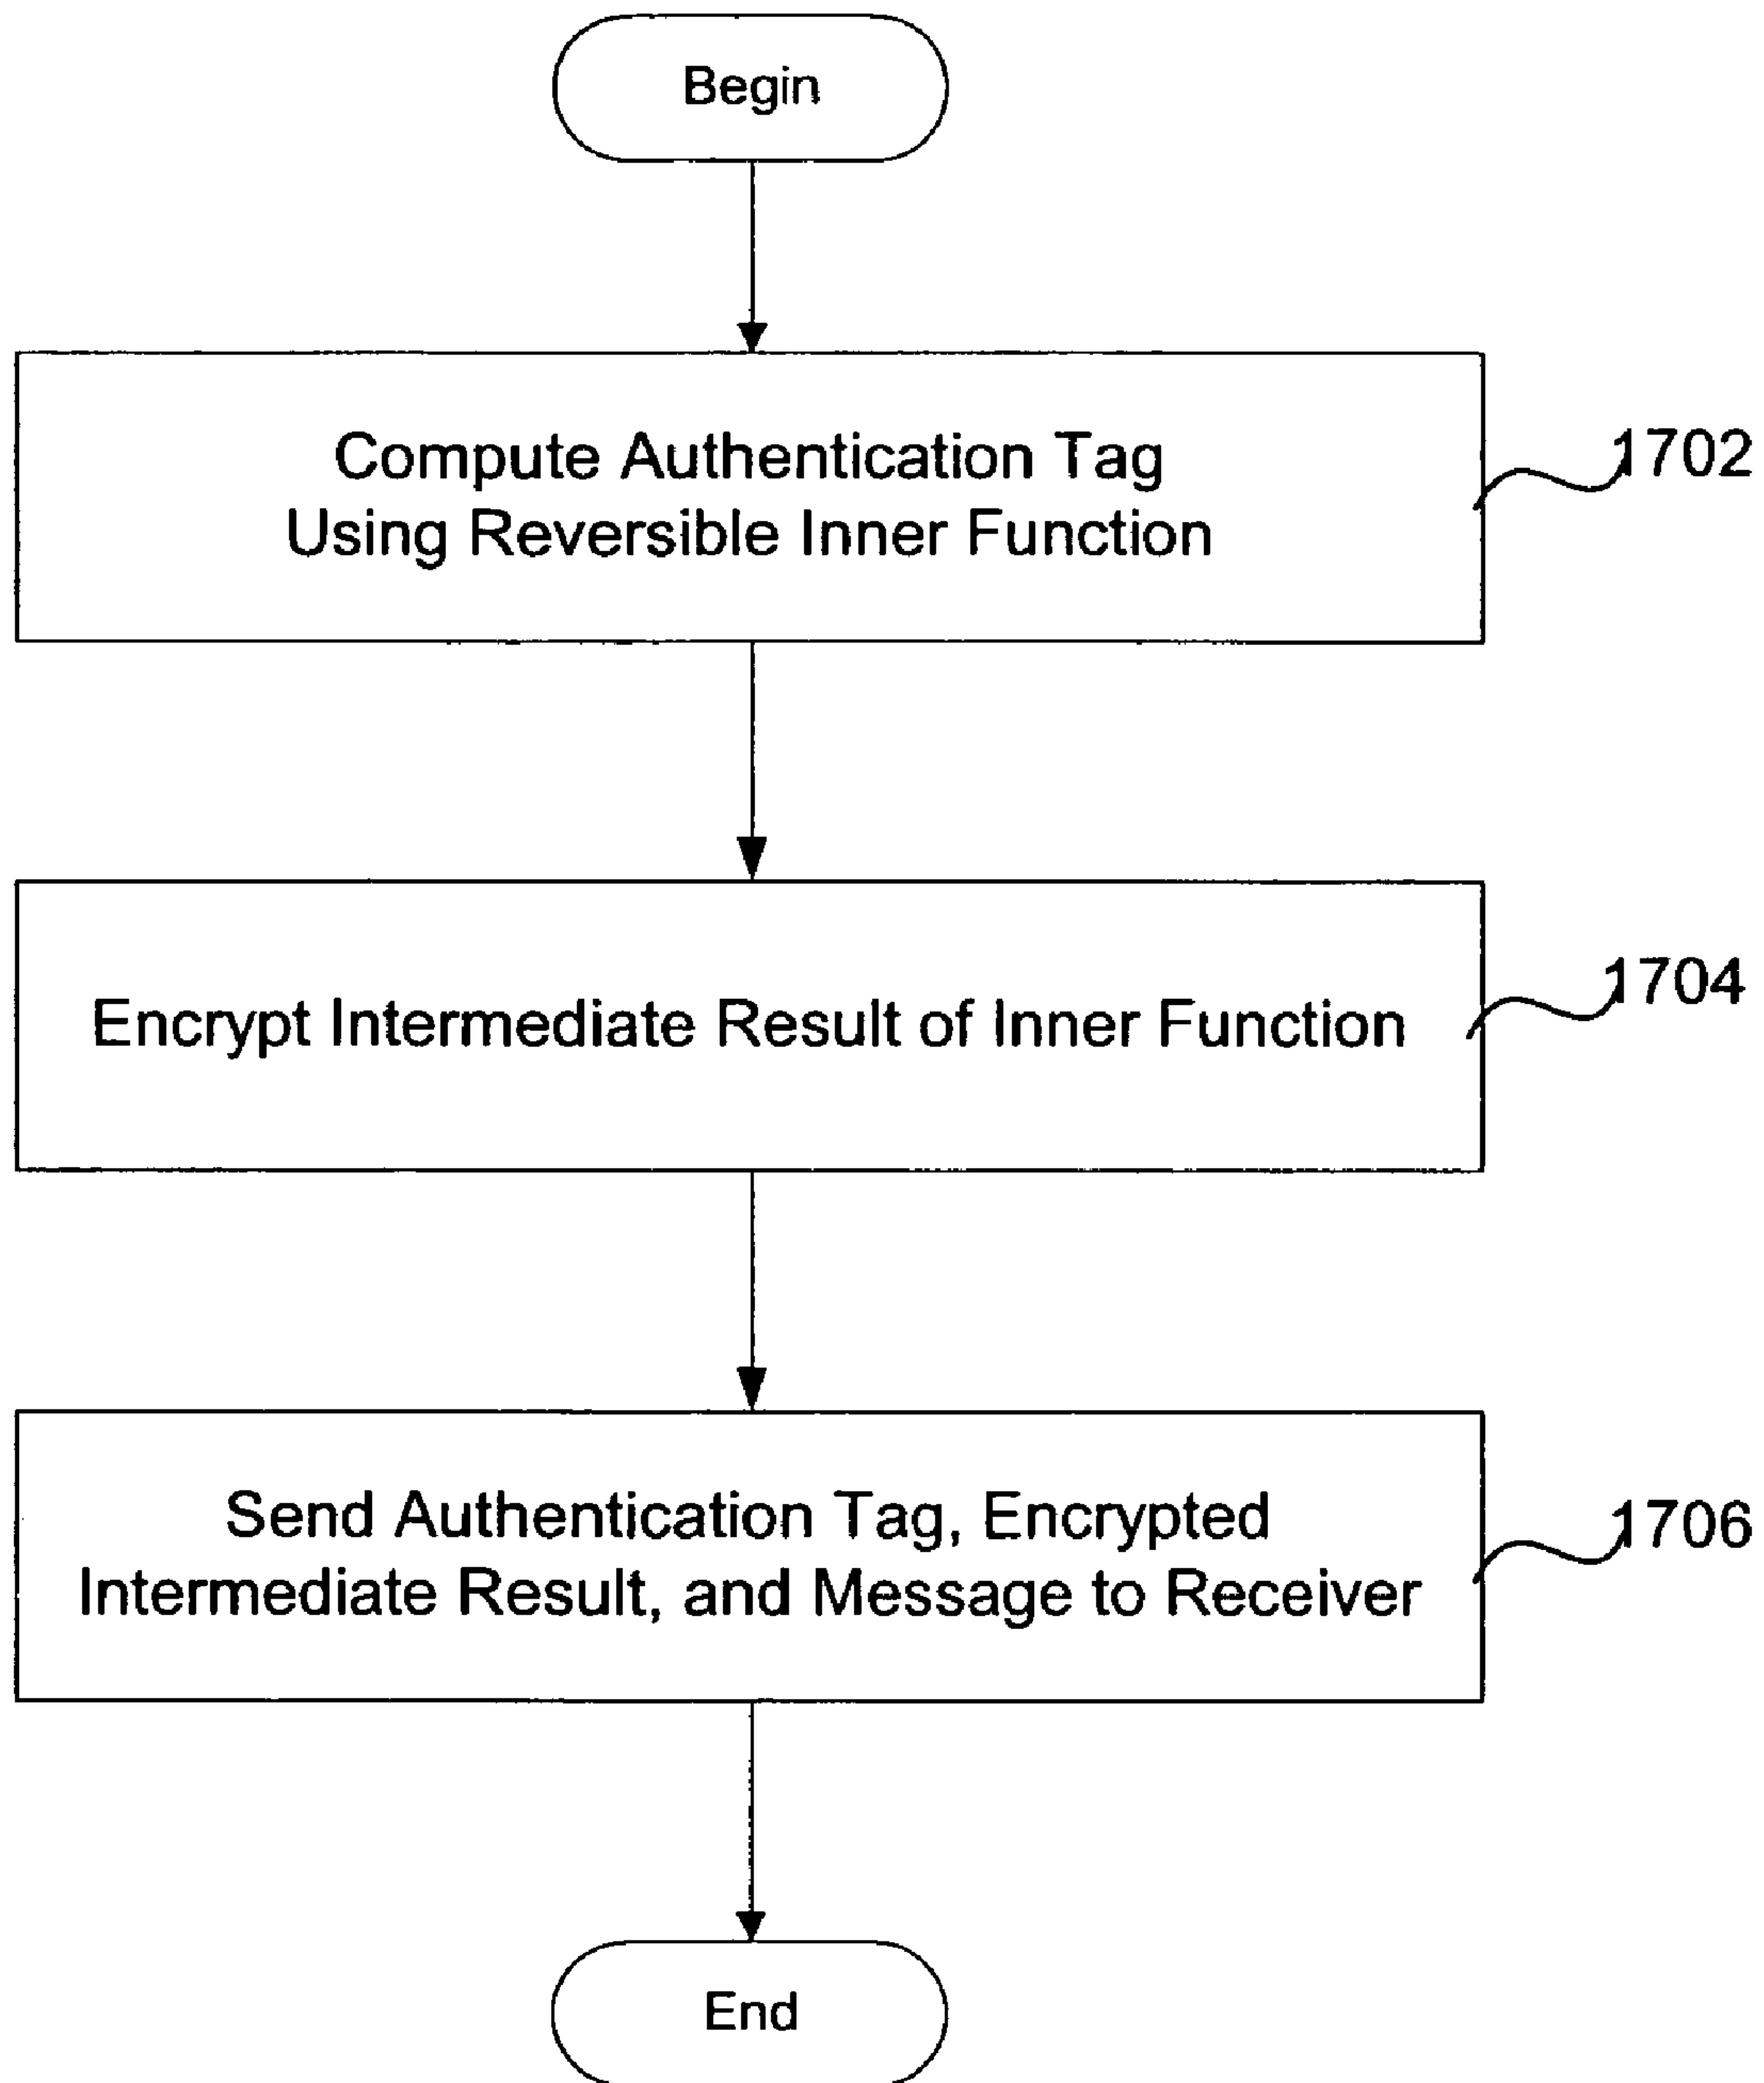 Begin
Compute Authentication Tag
Using Reversible Inner Function
1702
Encrypt Intermediate Result of Inner Function
1704
Send Authentication Tag, Encrypted
Intermediate Result, and Message to Receiver
1706
End